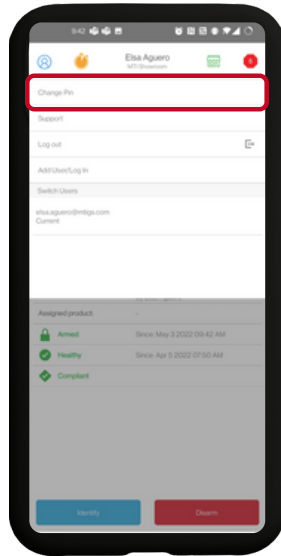 9:42
Elsa Aguero
MTI Showroom
5
Change Pin
Support
Log out
Add User/Log In
Switch Users
elsa.aguero@mtigs.com
Current
Assigned product: -
Armed Since: May 3 2022 09:42 AM
Healthy Since: Apr 5 2022 07:50 AM
Compliant
Identify Disarm